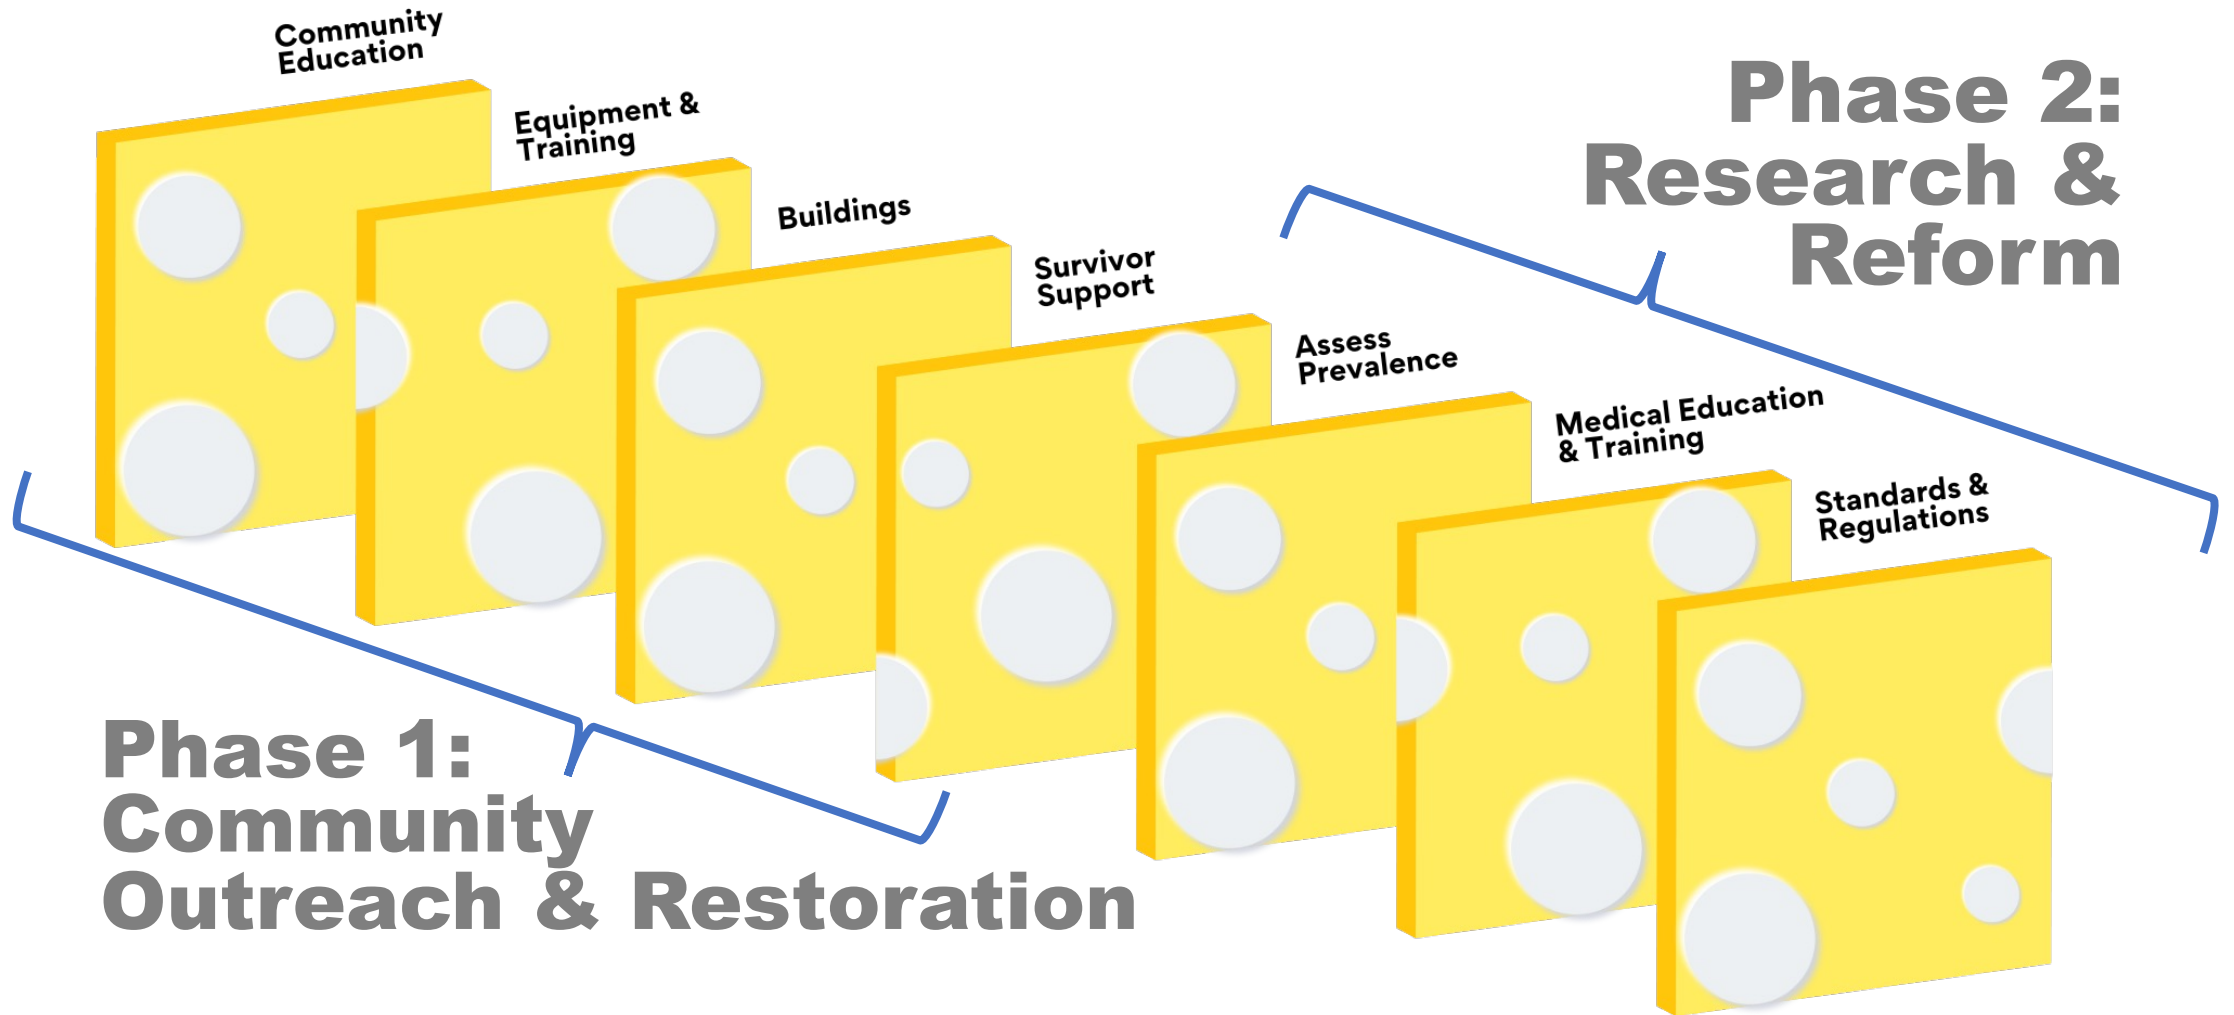 Community
Education
Equipment &
Training
Buildings
Survivor
Support
Assess
Prevalence
Medical Education
& Training
Standards &
Regulations
Phase 2:
Research &
Reform
Phase 1:
Community
Outreach & Restoration